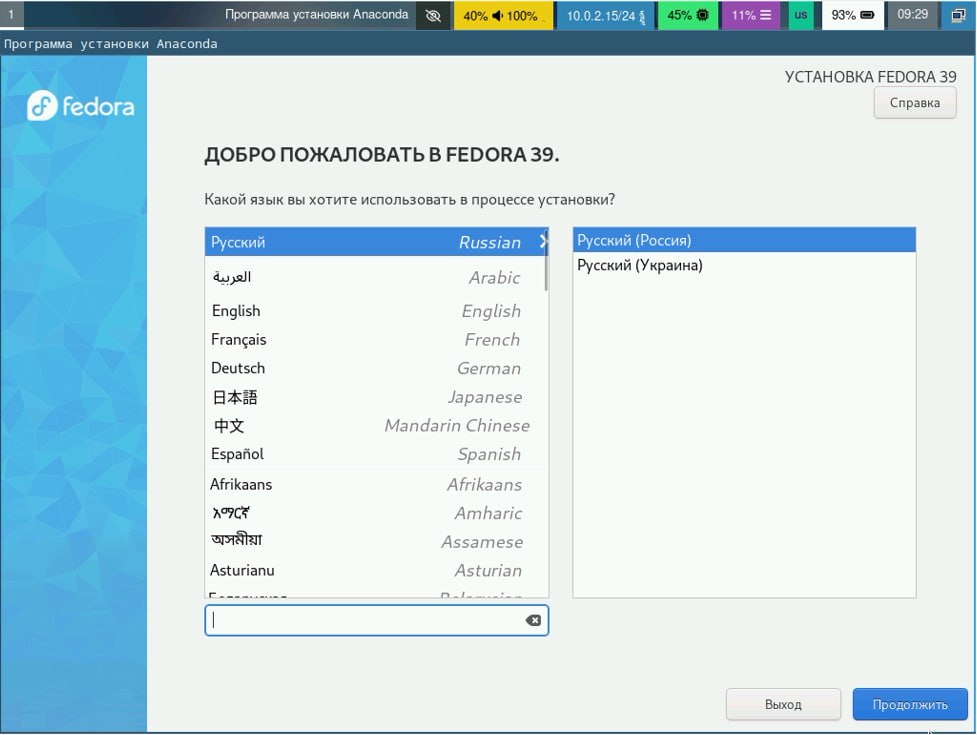 1 Программа установки Anaconda 40% 100% 10.0.2.15/24 45% 11% us 93% 09:29
Программа установки Anaconda
УСТАНОВКА FEDORA 39
fedora
Справка
ДОБРО ПОЖАЛОВАТЬ В FEDORA 39.
Какой язык вы хотите использовать в процессе установки?
Русский Russian
العربية Arabic
English English
Français French
Deutsch German
日本語 Japanese
中文 Mandarin Chinese
Español Spanish
Afrikaans Afrikaans
አማርኛ Amharic
অসমীয়া Assamese
Asturianu Asturian
Русский (Россия)
Русский (Украина)
Выход Продолжить